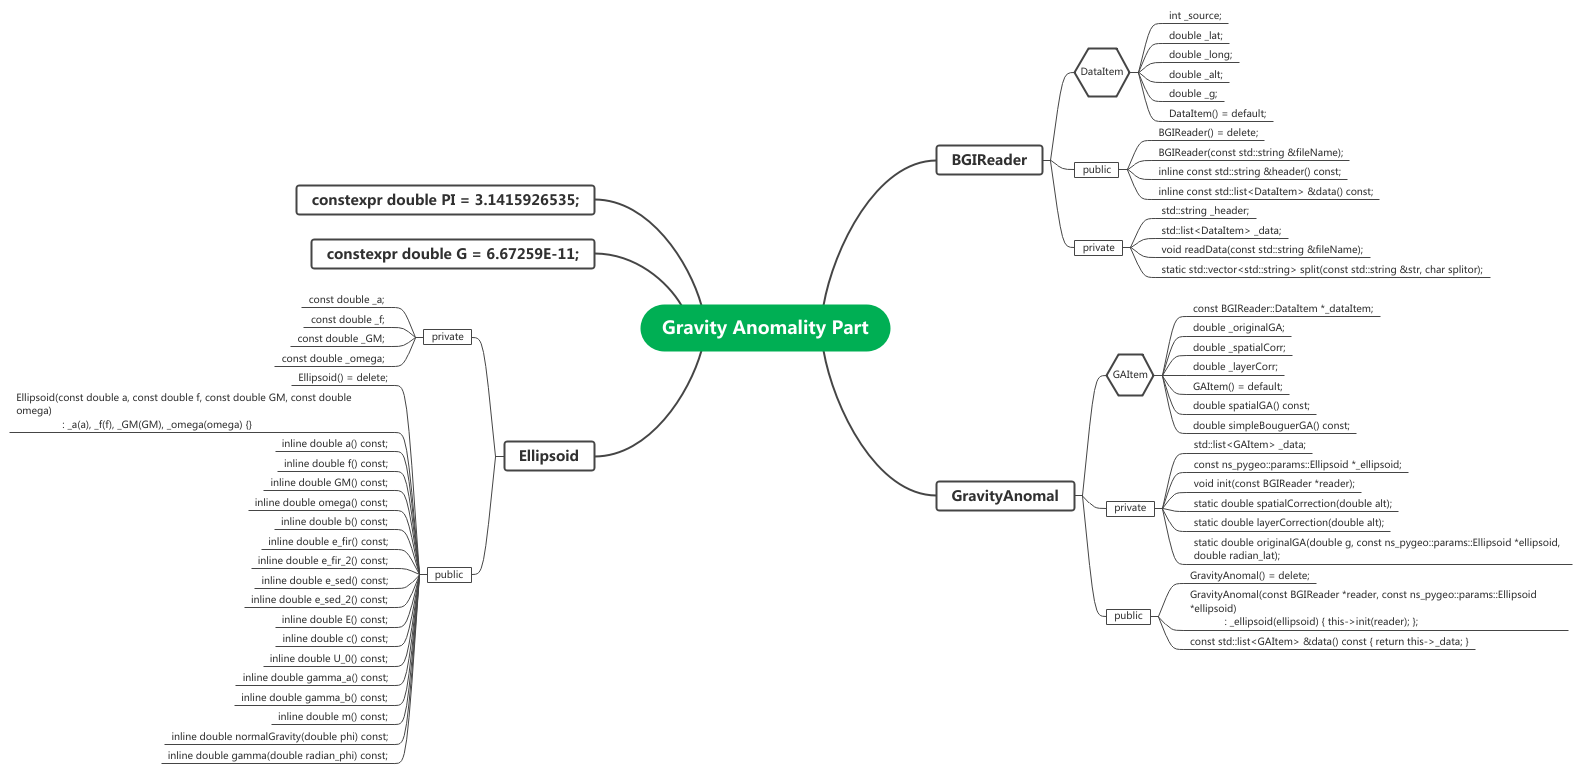 Gravity Anomality Part
constexpr double PI = 3.1415926535;
constexpr double G = 6.67259E-11;
Ellipsoid
private
const double _a;
const double _f;
const double _GM;
const double _omega;
public
Ellipsoid() = delete;
Ellipsoid(const double a, const double f, const double GM, const double
omega)
: _a(a), _f(f), _GM(GM), _omega(omega) {}
inline double a() const;
inline double f() const;
inline double GM() const;
inline double omega() const;
inline double b() const;
inline double e_fir() const;
inline double e_fir_2() const;
inline double e_sed() const;
inline double e_sed_2() const;
inline double E() const;
inline double c() const;
inline double U_0() const;
inline double gamma_a() const;
inline double gamma_b() const;
inline double m() const;
inline double normalGravity(double phi) const;
inline double gamma(double radian_phi) const;
BGIReader
DataItem
int _source;
double _lat;
double _long;
double _alt;
double _g;
DataItem() = default;
public
BGIReader() = delete;
BGIReader(const std::string &fileName);
inline const std::string &header() const;
inline const std::list<DataItem> &data() const;
private
std::string _header;
std::list<DataItem> _data;
void readData(const std::string &fileName);
static std::vector<std::string> split(const std::string &str, char splitor);
GravityAnomal
GAItem
const BGIReader::DataItem *_dataItem;
double _originalGA;
double _spatialCorr;
double _layerCorr;
GAItem() = default;
double spatialGA() const;
double simpleBouguerGA() const;
private
std::list<GAItem> _data;
const ns_pygeo::params::Ellipsoid *_ellipsoid;
void init(const BGIReader *reader);
static double spatialCorrection(double alt);
static double layerCorrection(double alt);
static double originalGA(double g, const ns_pygeo::params::Ellipsoid *ellipsoid,
double radian_lat);
public
GravityAnomal() = delete;
GravityAnomal(const BGIReader *reader, const ns_pygeo::params::Ellipsoid
*ellipsoid)
: _ellipsoid(ellipsoid) { this->init(reader); };
const std::list<GAItem> &data() const { return this->_data; }